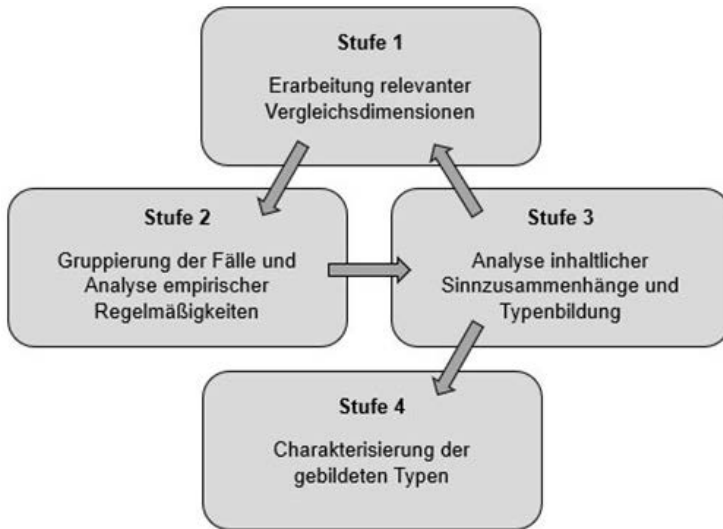 Stufe 1
Erarbeitung relevanter
Vergleichsdimensionen
Stufe 2
Gruppierung der Fälle und
Analyse empirischer
Regelmäßigkeiten
Stufe 3
Analyse inhaltlicher
Sinnzusammenhänge und
Typenbildung
Stufe 4
Charakterisierung der
gebildeten Typen